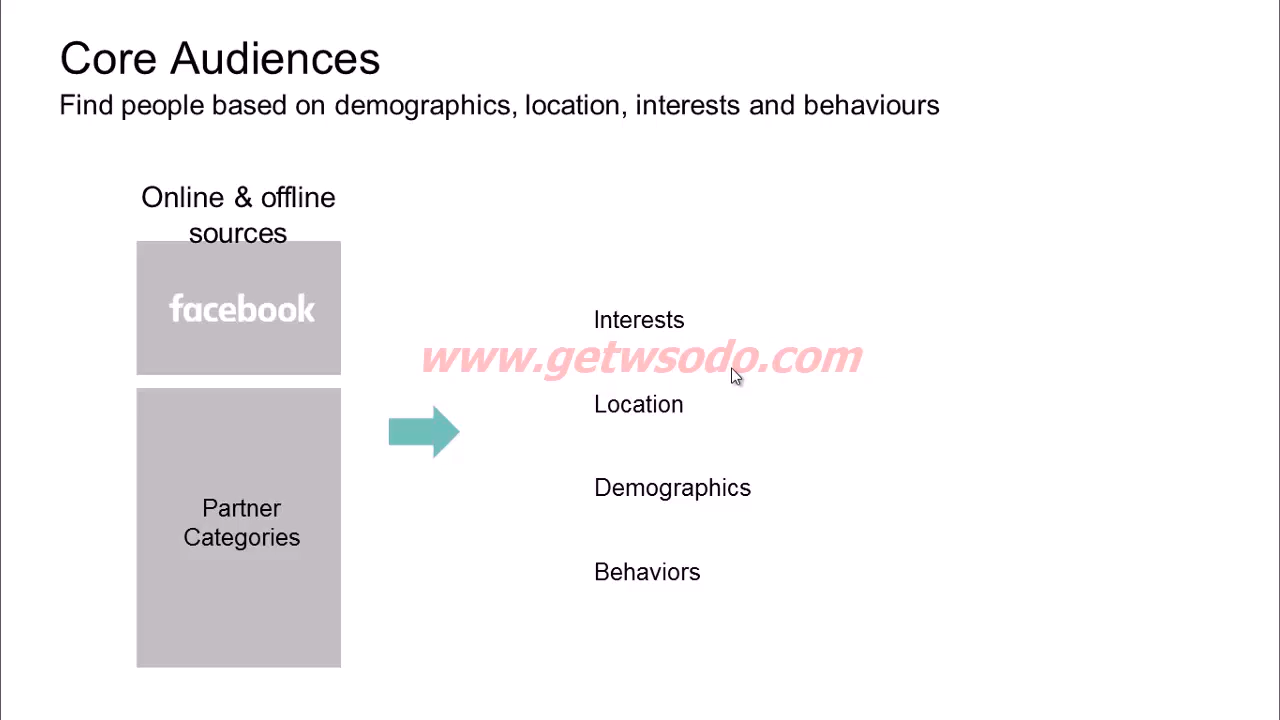 Core Audiences
Find people based on demographics, location, interests and behaviours
Online & offline
sources
facebook
Partner
Categories
Interests
www.getwsodo.com
Location
Demographics
Behaviors